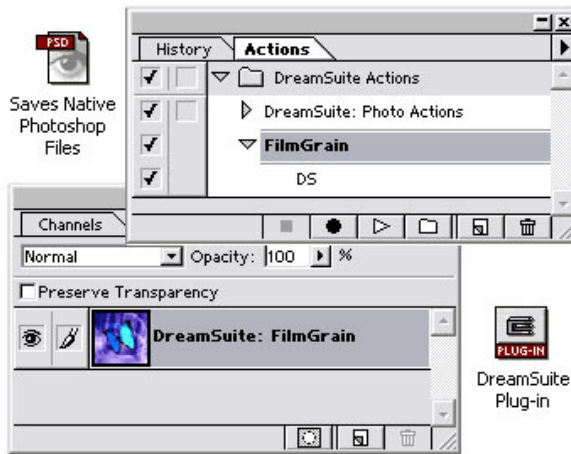 PSD
Saves Native
Photoshop
Files
History
Actions
DreamSuite Actions
DreamSuite: Photo Actions
FilmGrain
DS
Channels
Normal
Opacity: 100 %
Preserve Transparency
DreamSuite: FilmGrain
PLUG-IN
DreamSuite
Plug-in